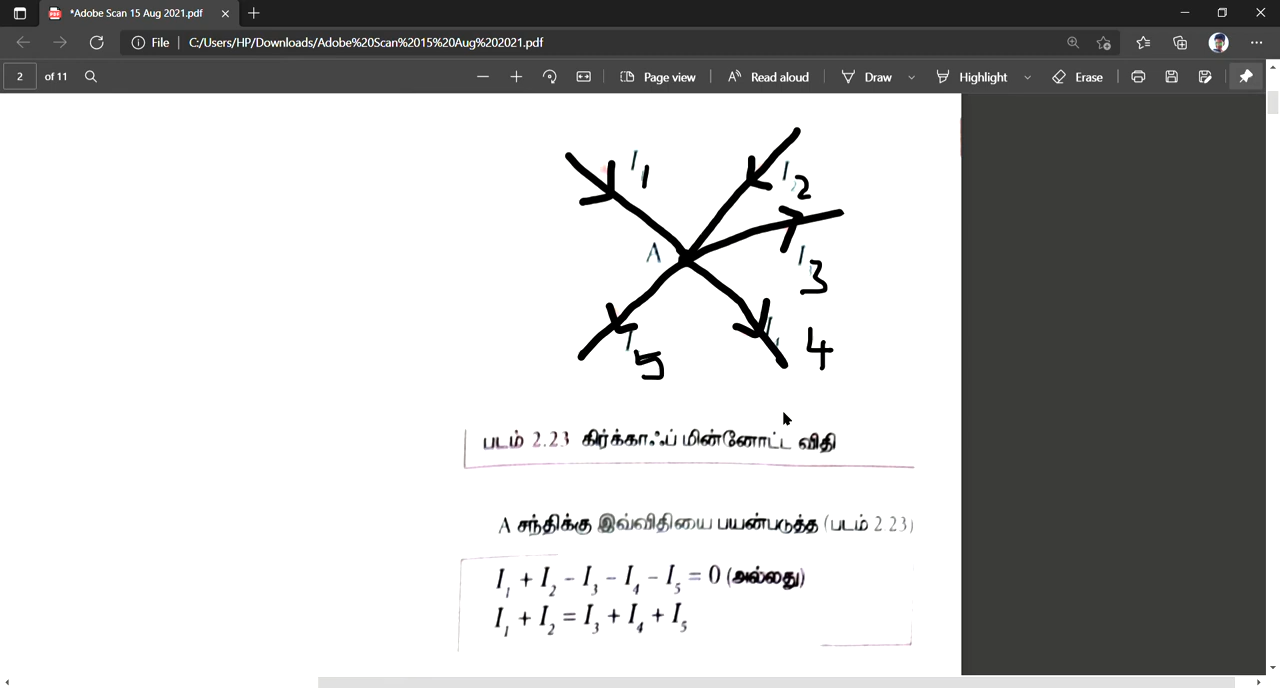 *Adobe Scan 15 Aug 2021.pdf
File C:/Users/HP/Downloads/Adobe%20Scan%2015%20Aug%202021.pdf
2 of 11 Page view Read aloud Draw Highlight Erase
I1
I2
A
I3
I4
I5
படம் 2.23 கிர்க்காஃப் மின்னோட்ட விதி
A சந்திக்கு இவ்விதியை பயன்படுத்த (படம் 2.23)
I₁ + I₂ – I₃ – I₄ – I₅ = 0 (அல்லது)
I₁ + I₂ = I₃ + I₄ + I₅